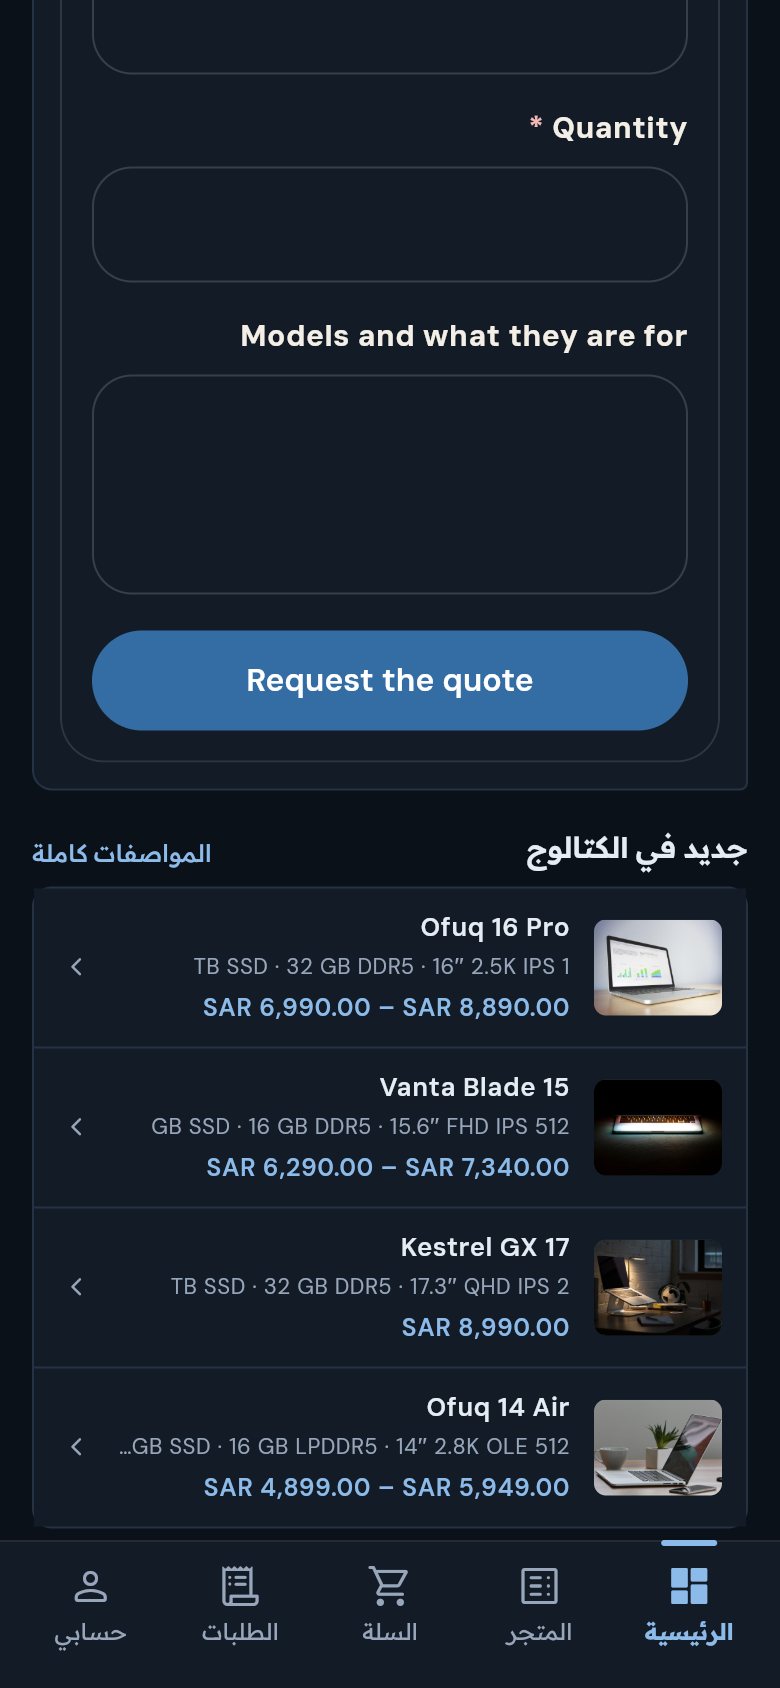 Quantity *
Models and what they are for
Request the quote
جديد في الكتالوج
المواصفات كاملة
Ofuq 16 Pro
TB SSD · 32 GB DDR5 · 16″ 2.5K IPS 1
SAR 6,990.00 – SAR 8,890.00
Vanta Blade 15
GB SSD · 16 GB DDR5 · 15.6″ FHD IPS 512
SAR 6,290.00 – SAR 7,340.00
Kestrel GX 17
TB SSD · 32 GB DDR5 · 17.3″ QHD IPS 2
SAR 8,990.00
Ofuq 14 Air
…GB SSD · 16 GB LPDDR5 · 14″ 2.8K OLE 512
SAR 4,899.00 – SAR 5,949.00
الرئيسية
المتجر
السلة
الطلبات
حسابي